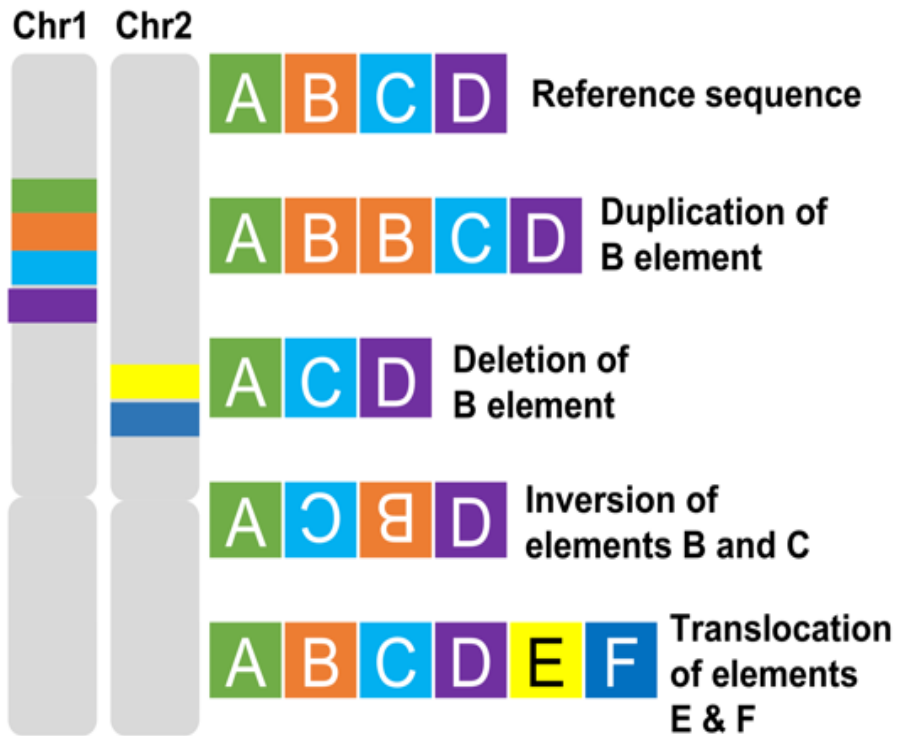 Chr1 Chr2
A B C D Reference sequence
A B B C D Duplication of
B element
A C D Deletion of
B element
A C B D Inversion of
elements B and C
A B C D E F Translocation
of elements
E & F